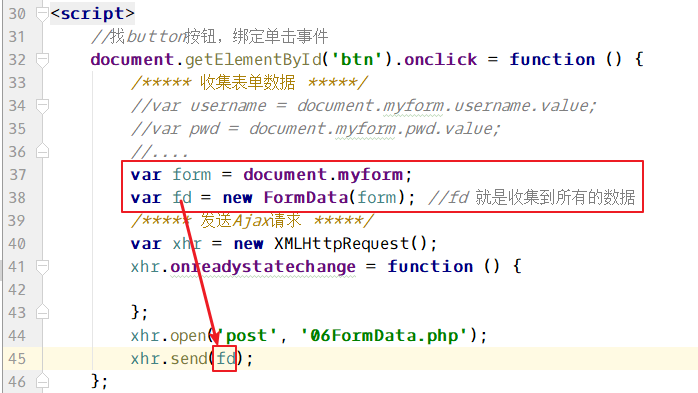 30 <script>
31 //找button按钮，绑定单击事件
32 document.getElementById('btn').onclick = function () {
33 /***** 收集表单数据 *****/
34 //var username = document.myform.username.value;
35 //var pwd = document.myform.pwd.value;
36 //....
37 var form = document.myform;
38 var fd = new FormData(form); //fd 就是收集到所有的数据
39 /***** 发送Ajax请求 *****/
40 var xhr = new XMLHttpRequest();
41 xhr.onreadystatechange = function () {
42
43 };
44 xhr.open('post', '06FormData.php');
45 xhr.send(fd);
46 };